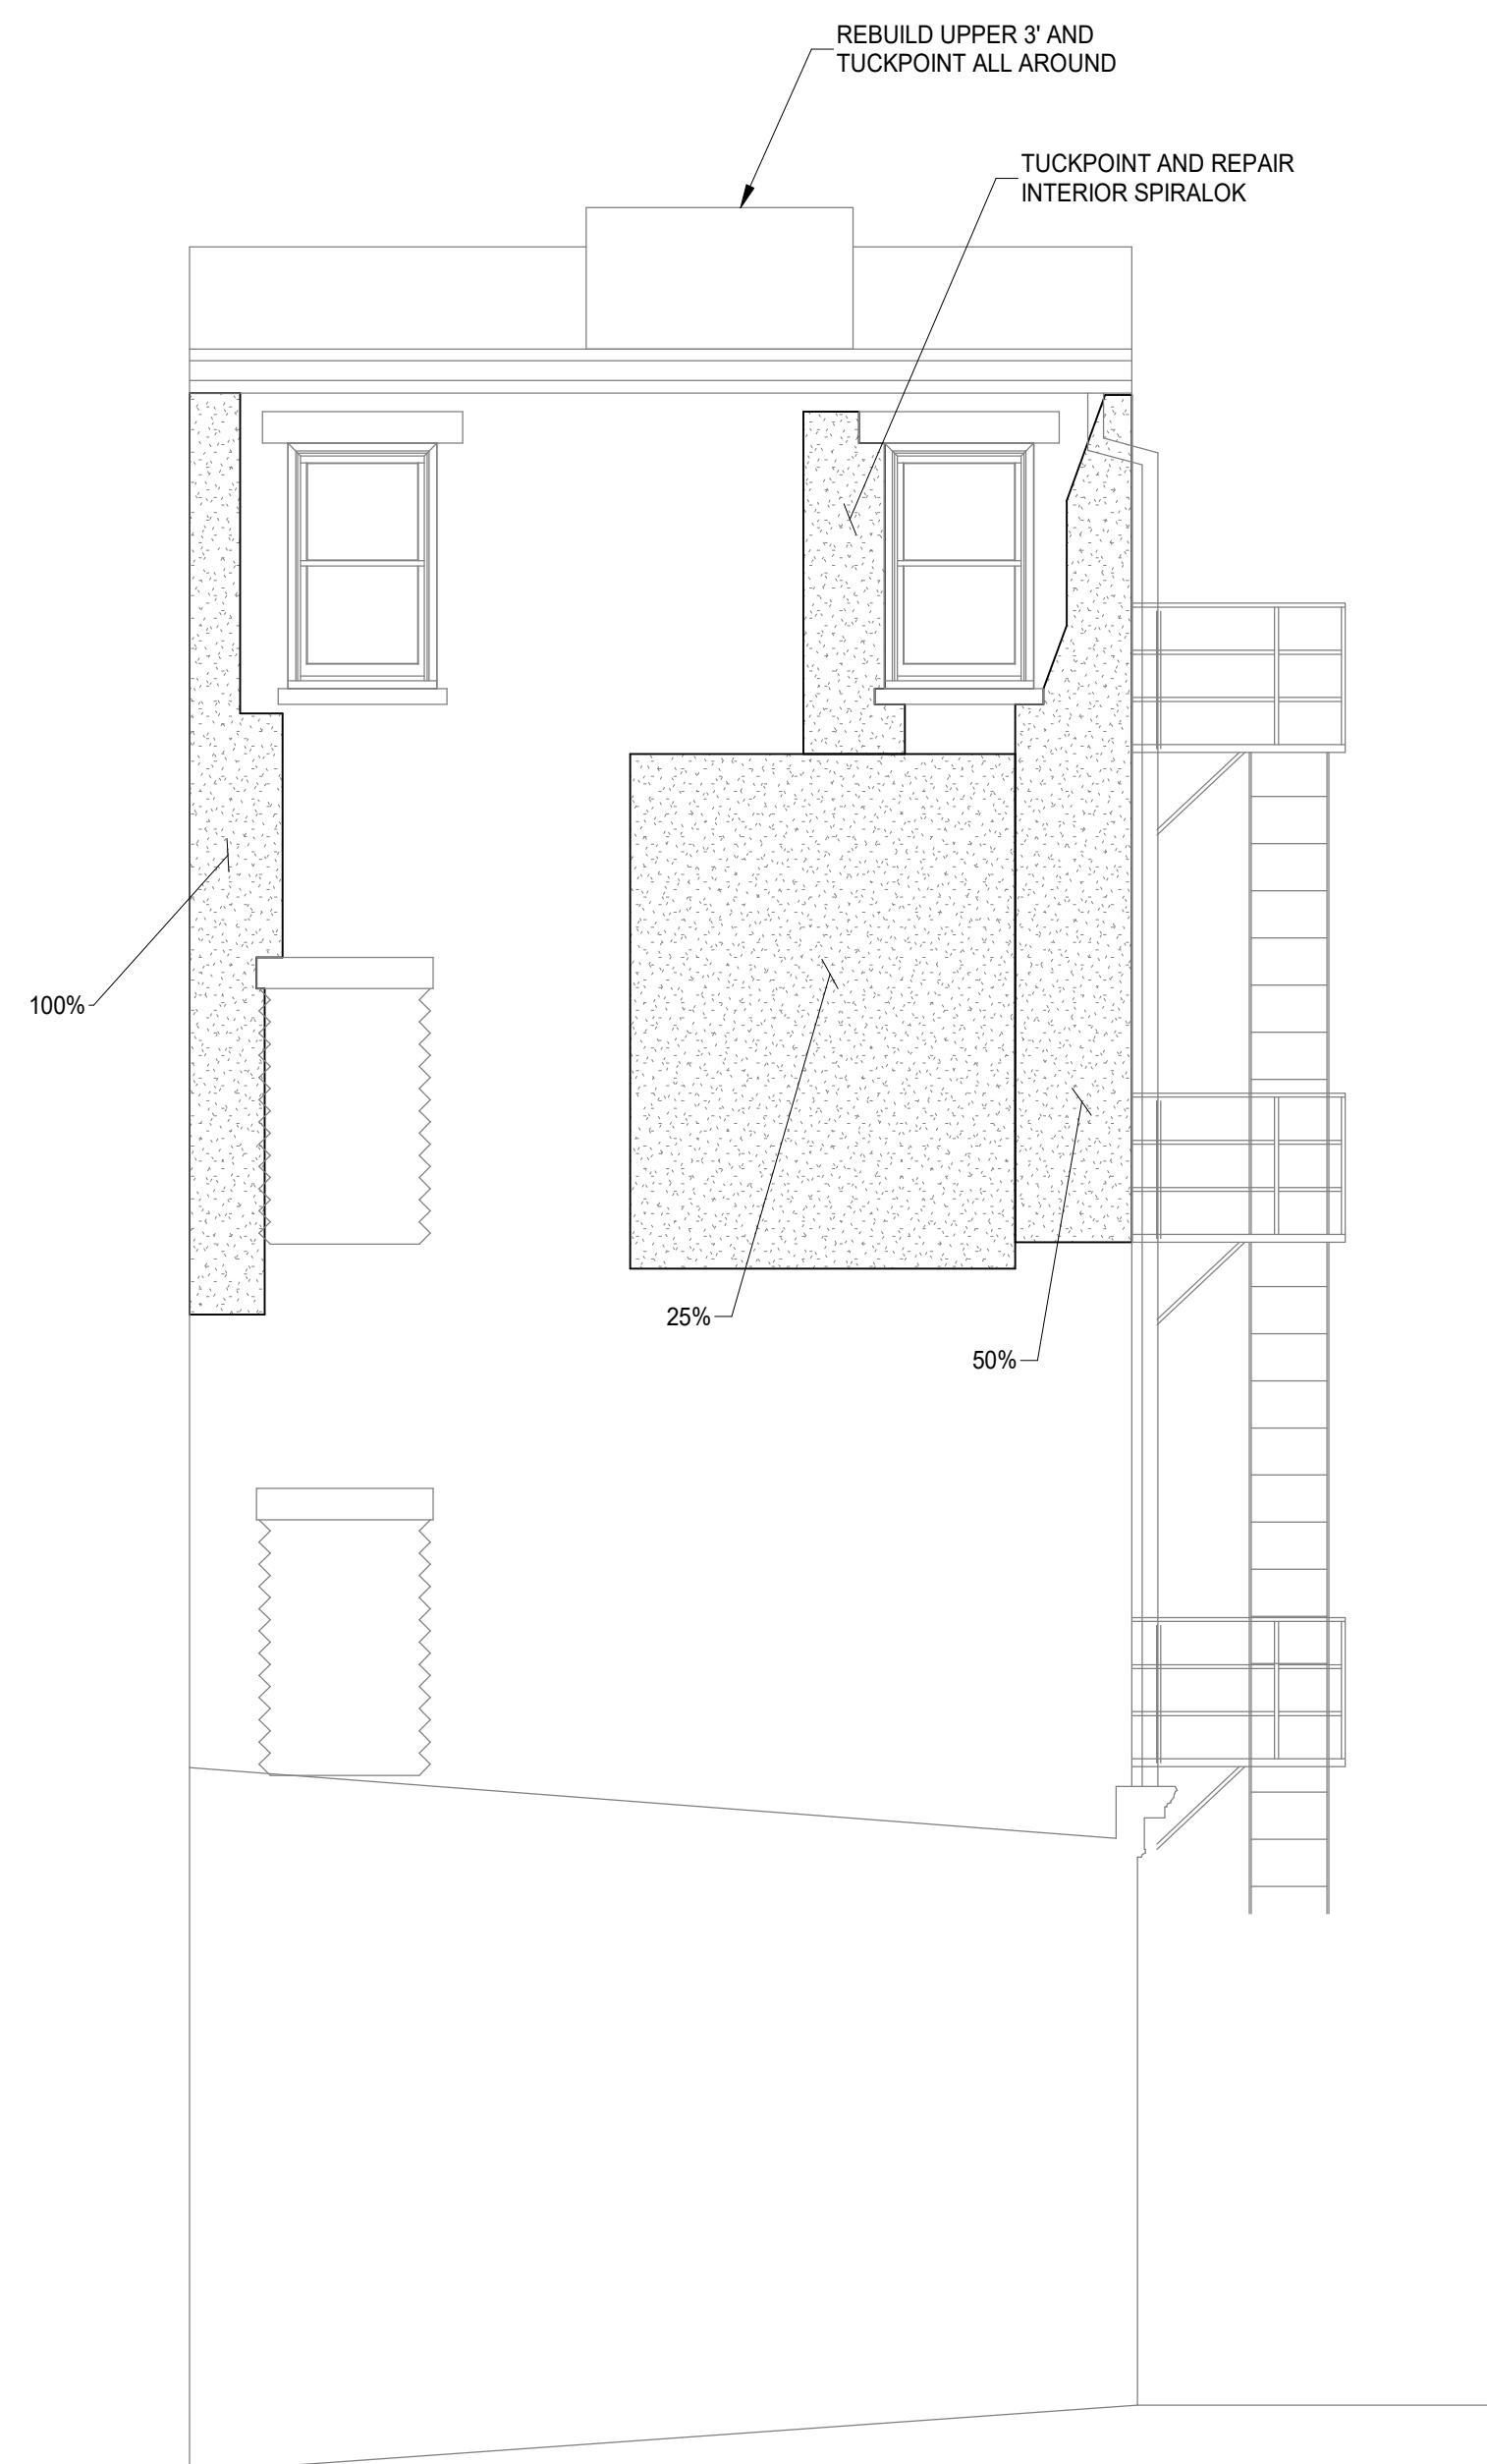 REBUILD UPPER 3' AND
TUCKPOINT ALL AROUND
TUCKPOINT AND REPAIR
INTERIOR SPIRALOK
100%
25%
50%